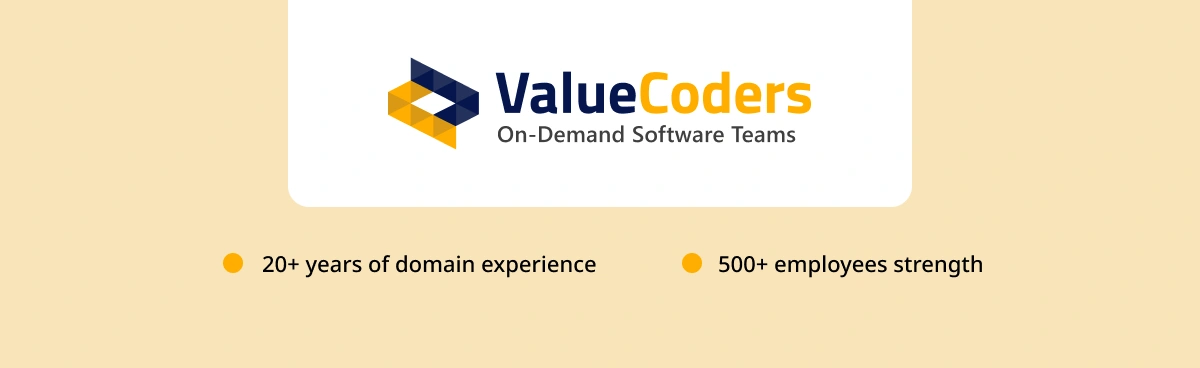 ValueCoders
On-Demand Software Teams
20+ years of domain experience
500+ employees strength